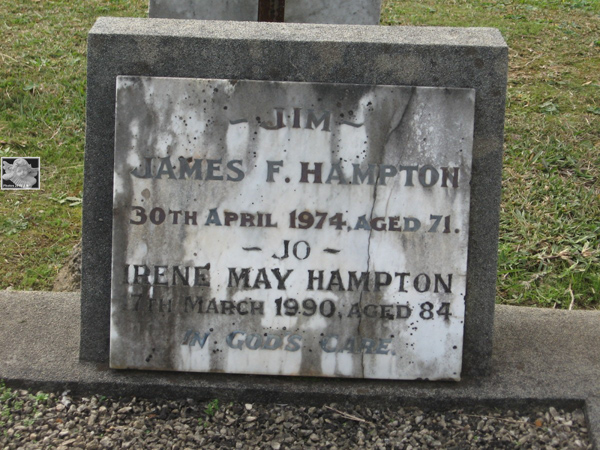 ~ JIM ~
JAMES F. HAMPTON
30TH APRIL 1974, AGED 71.
~ JO ~
IRENE MAY HAMPTON
7TH MARCH 1990, AGED 84
IN GOD'S CARE.